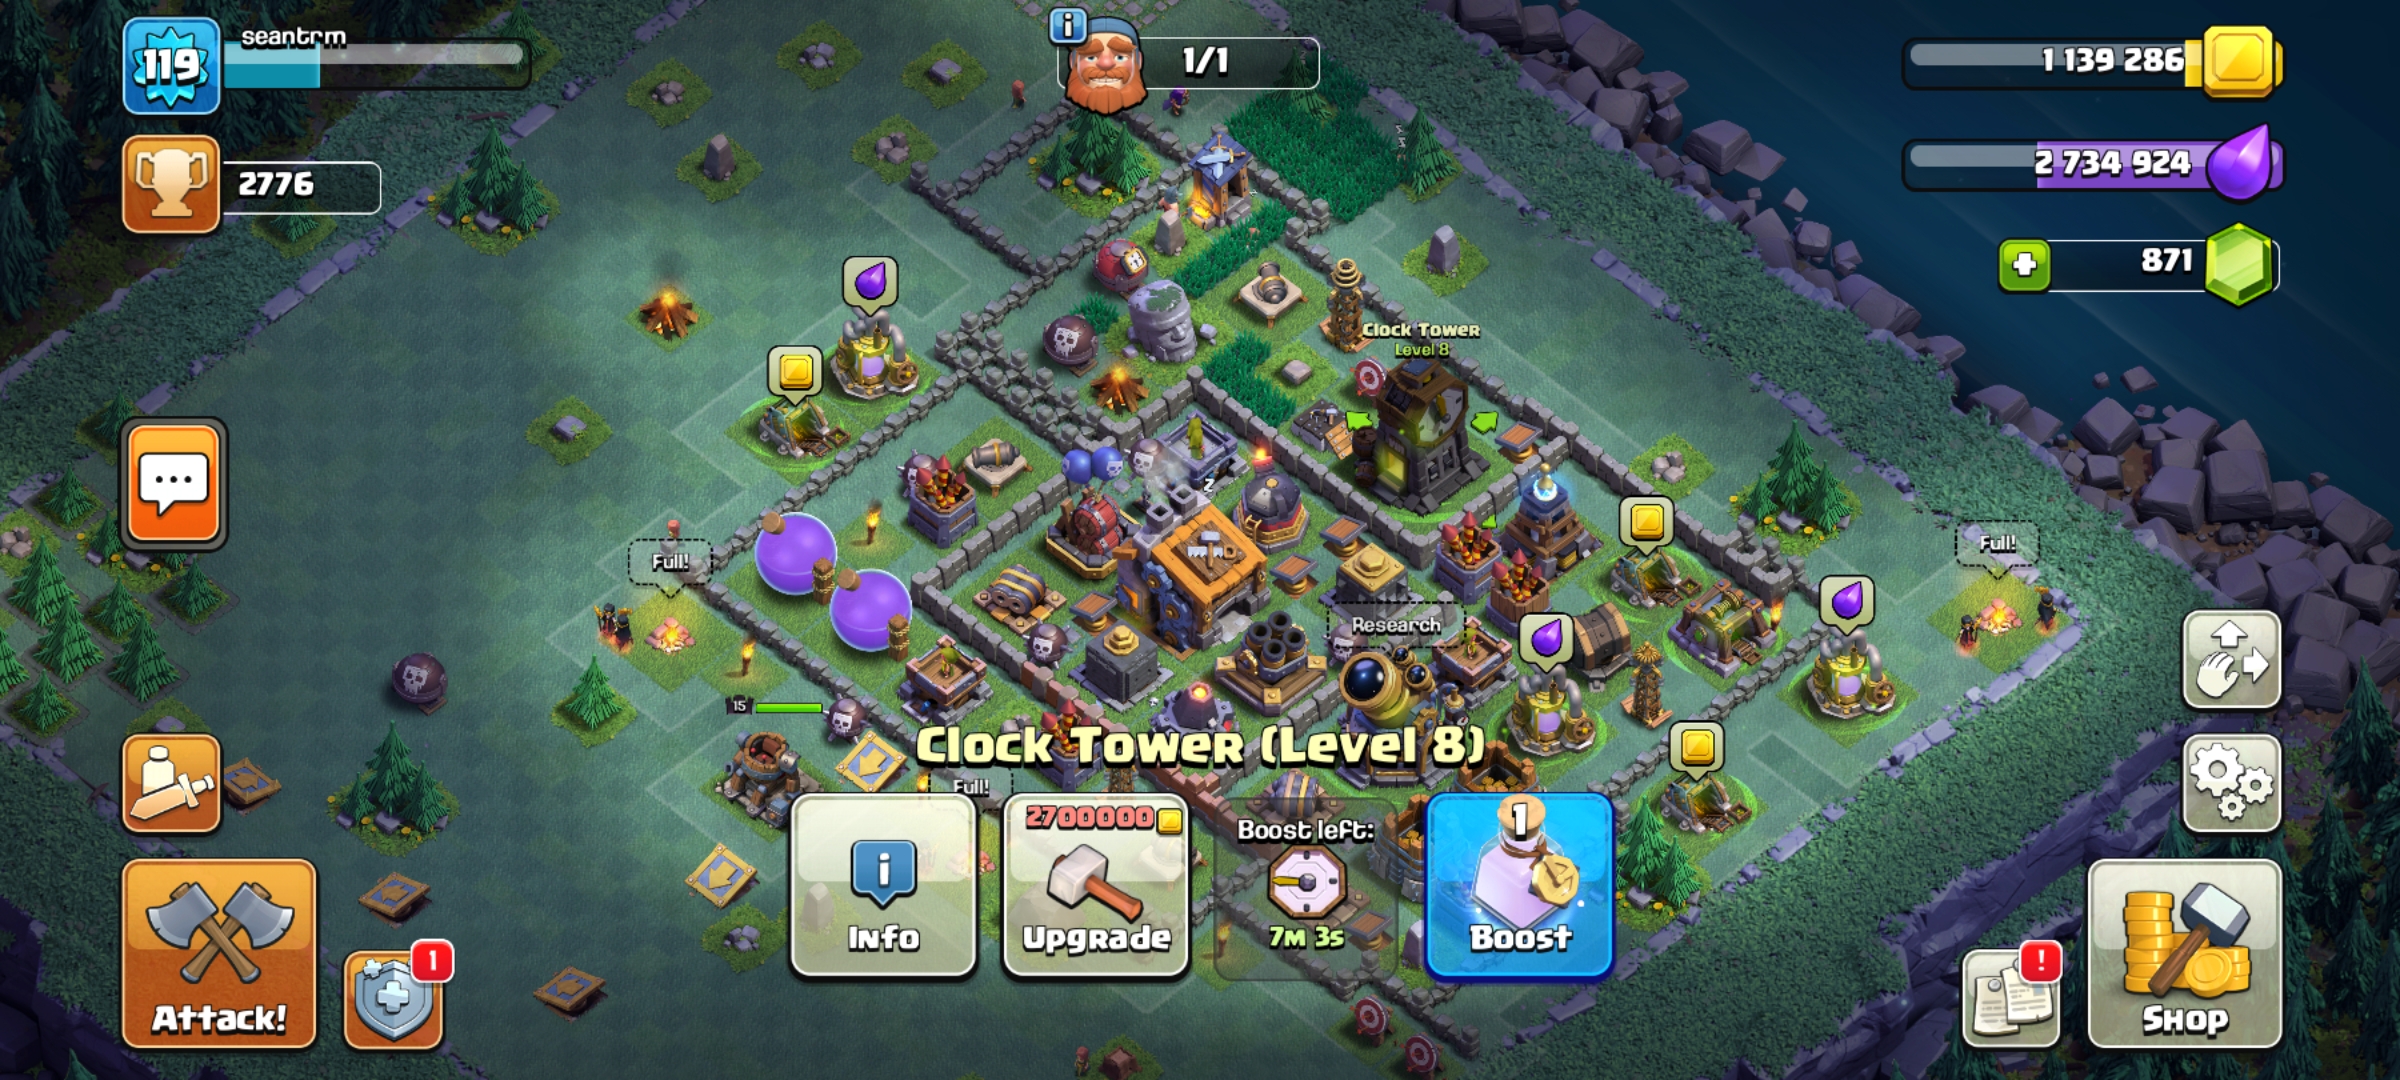 119
seantrm
1/1
1 139 286
2776
2 734 924
871
Clock Tower
Level 8
Full!
Full!
Research
15
Clock Tower (Level 8)
Full!
Info
2700000
Upgrade
Boost left:
7m 3s
1
Boost
Attack!
1
!
Shop